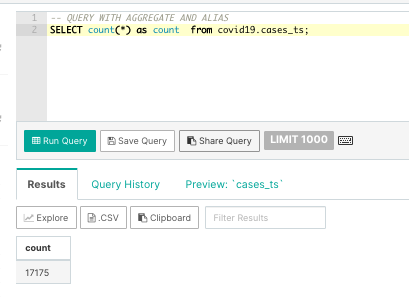 1 -- QUERY WITH AGGREGATE AND ALIAS
2 SELECT count(*) as count  from covid19.cases_ts;
Run Query Save Query Share Query LIMIT 1000
Results Query History Preview: `cases_ts`
Explore .CSV Clipboard Filter Results
count
17175